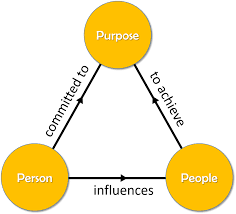 Purpose
committed to
to achieve
Person
influences
People